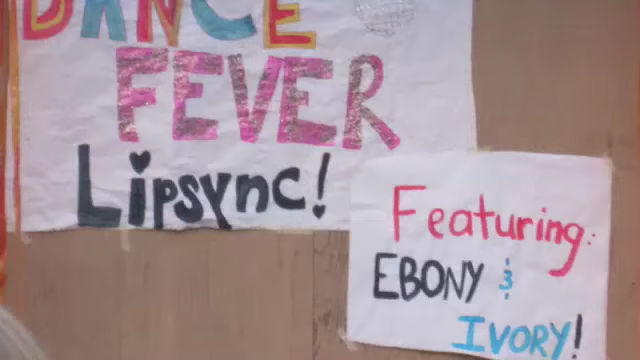 DANCE
FEVER
Lipsync!
Featuring:
EBONY &
IVORY!